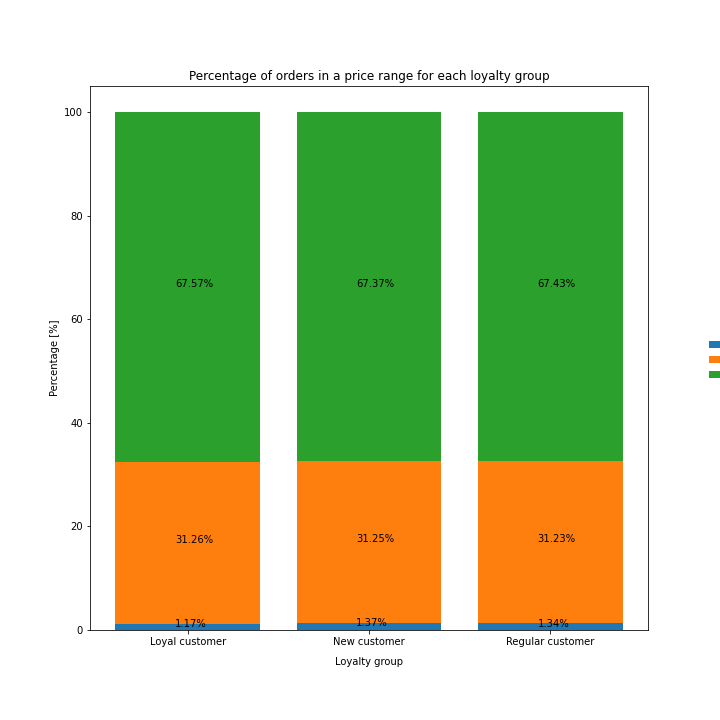 Percentage of orders in a price range for each loyalty group
100
80
60
40
20
0
Percentage [%]
67.57%
67.37%
67.43%
31.26%
31.25%
31.23%
1.17%
1.37%
1.34%
Loyal customer
New customer
Regular customer
Loyalty group